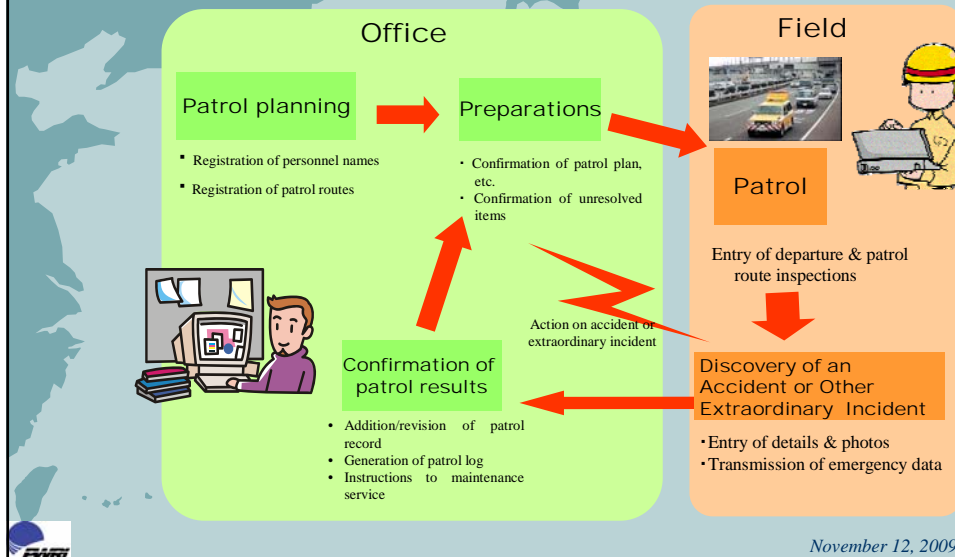 Office
Field
Patrol planning
Preparations
▪ Registration of personnel names
▪ Registration of patrol routes
・ Confirmation of patrol plan,
etc.
・ Confirmation of unresolved
items
Patrol
Entry of departure & patrol
route inspections
Action on accident or
extraordinary incident
Confirmation of
patrol results
• Addition/revision of patrol
record
• Generation of patrol log
• Instructions to maintenance
service
Discovery of an
Accident or Other
Extraordinary Incident
・Entry of details & photos
・Transmission of emergency data
PWRI
November 12, 2009